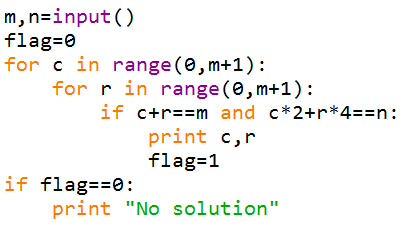 m,n=input()
flag=0
for c in range(0,m+1):
    for r in range(0,m+1):
        if c+r==m and c*2+r*4==n:
            print c,r
            flag=1
if flag==0:
    print "No solution"